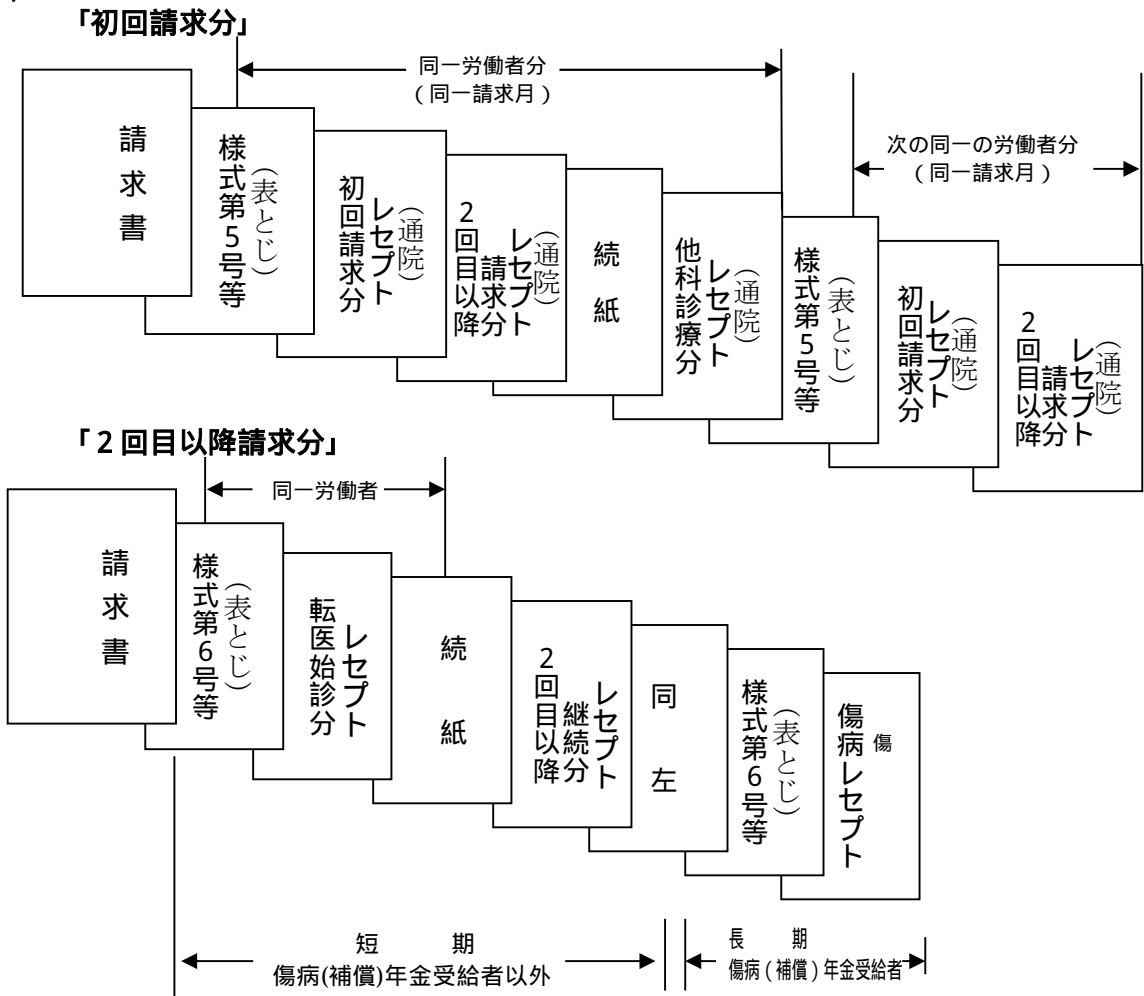 「初回請求分」
同一労働者分
（同一請求月）
次の同一の労働者分
（同一請求月）
請求書
様式第5号等
（表とじ）
初回請求分
レセプト
（通院）
2回目以降
請求分
レセプト
（通院）
続紙
他科診療分
レセプト
（通院）
様式第5号等
（表とじ）
初回請求分
レセプト
（通院）
2回目以降
請求分
レセプト
（通院）
「2回目以降請求分」
同一労働者
請求書
様式第6号等
（表とじ）
転医始診分
レセプト
続紙
2回目以降
継続分
レセプト
同左
様式第6号等
（表とじ）
傷病レセプト
傷
短期
傷病(補償)年金受給者以外
長期
傷病（補償）年金受給者